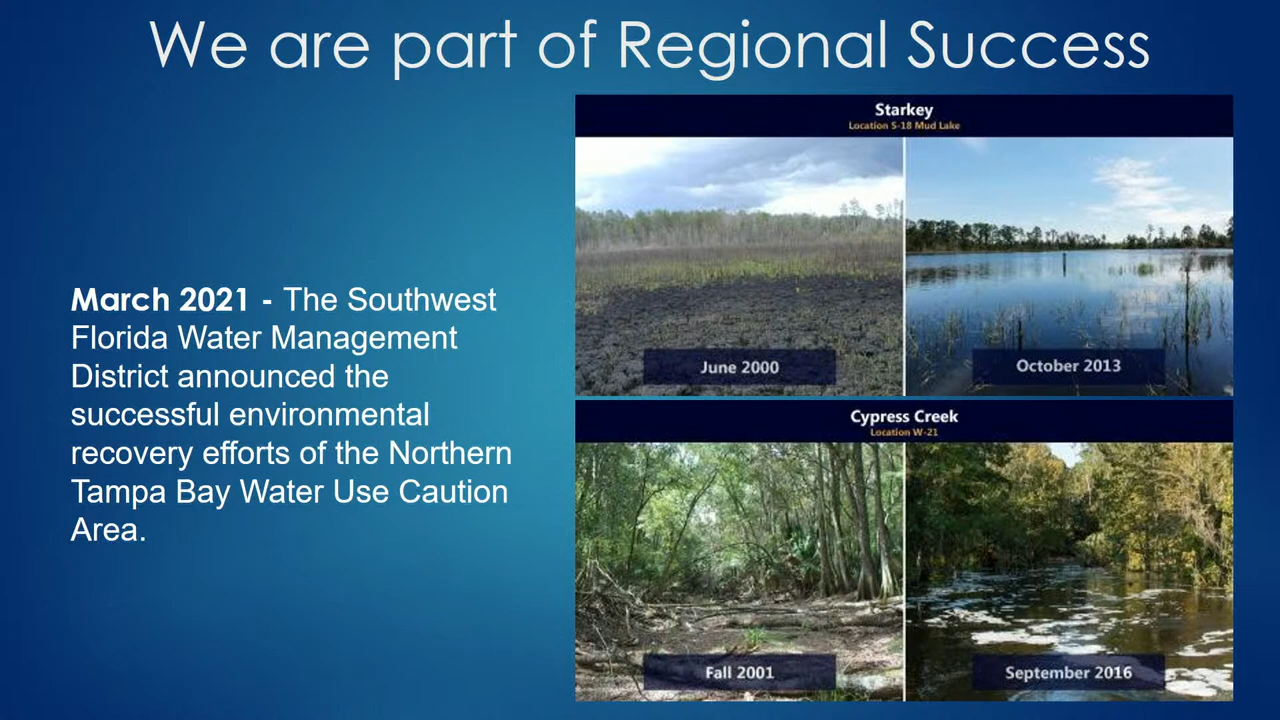 We are part of Regional Success
March 2021 - The Southwest
Florida Water Management
District announced the
successful environmental
recovery efforts of the Northern
Tampa Bay Water Use Caution
Area.
Starkey
Location S-18 Mud Lake
June 2000
October 2013
Cypress Creek
Location W-21
Fall 2001
September 2016